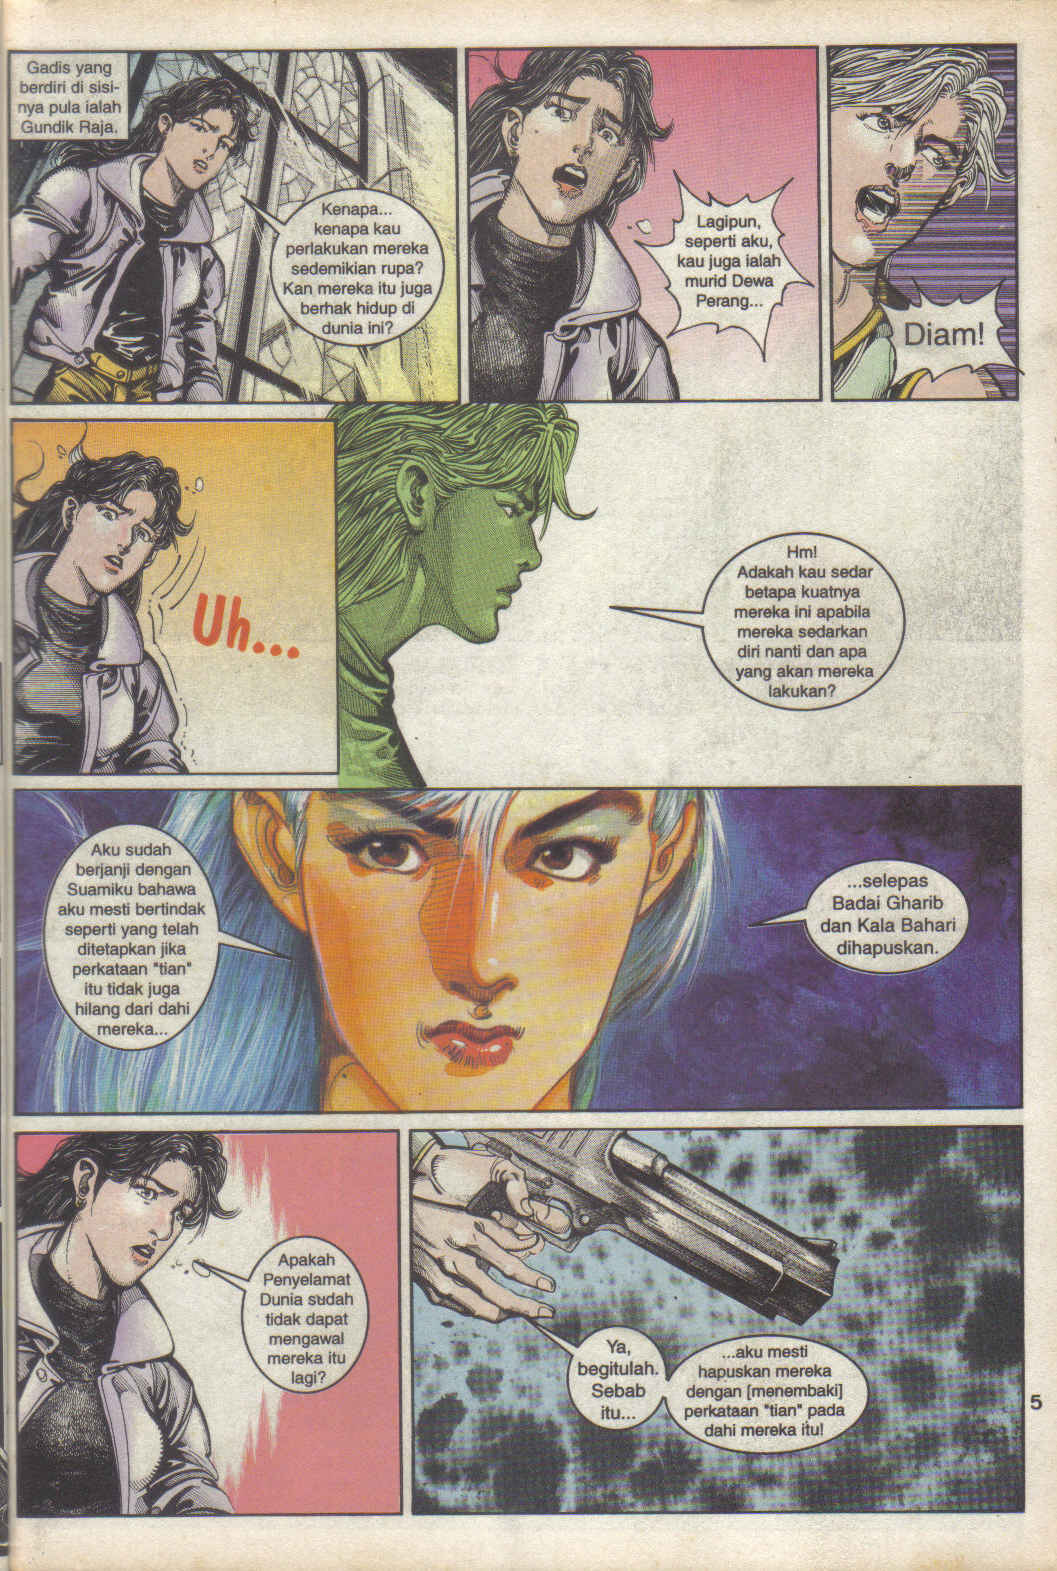 Gadis yang
berdiri di sisi-
nya pula ialah
Gundik Raja.
Kenapa...
kenapa kau
perlakukan mereka
sedemikian rupa?
Kan mereka itu juga
berhak hidup di
dunia ini?
Lagipun,
seperti aku,
kau juga ialah
murid Dewa
Perang...
Diam!
Uh...
Hm!
Adakah kau sedar
betapa kuatnya
mereka ini apabila
mereka sedarkan
diri nanti dan apa
yang akan mereka
lakukan?
Aku sudah
berjanji dengan
Suamiku bahawa
aku mesti bertindak
seperti yang telah
ditetapkan jika
perkataan "tian"
itu tidak juga
hilang dari dahi
mereka...
...selepas
Badai Gharib
dan Kala Bahari
dihapuskan.
Apakah
Penyelamat
Dunia sudah
tidak dapat
mengawal
mereka itu
lagi?
Ya,
begitulah.
Sebab
itu...
...aku mesti
hapuskan mereka
dengan [menembaki]
perkataan "tian" pada
dahi mereka itu!
5